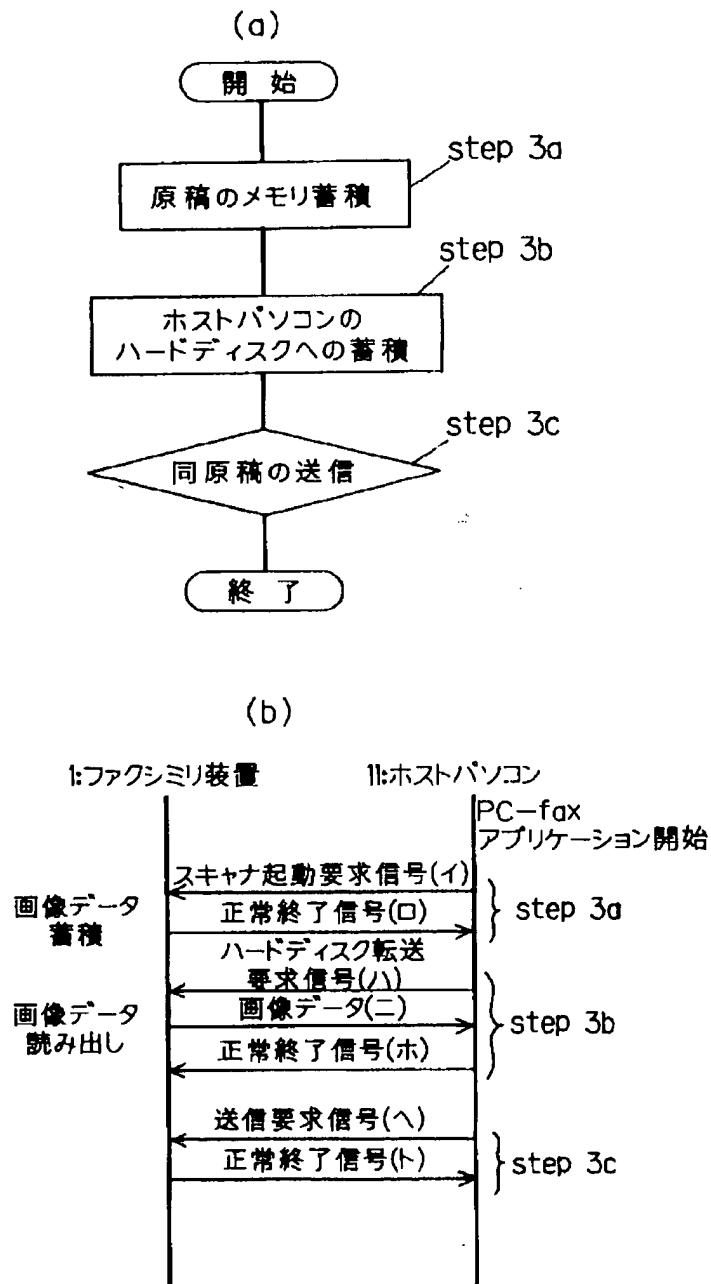 (a)
開始
step 3a
原稿のメモリ蓄積
step 3b
ホストパソコンの
ハードディスクへの蓄積
step 3c
同原稿の送信
終了
(b)
1:ファクシミリ装置
11:ホストパソコン
PC-fax
アプリケーション開始
スキャナ起動要求信号(イ)
画像データ
蓄積
正常終了信号(ロ)
step 3a
ハードディスク転送
要求信号(ハ)
画像データ
読み出し
画像データ(ニ)
step 3b
正常終了信号(ホ)
送信要求信号(ヘ)
正常終了信号(ト)
step 3c